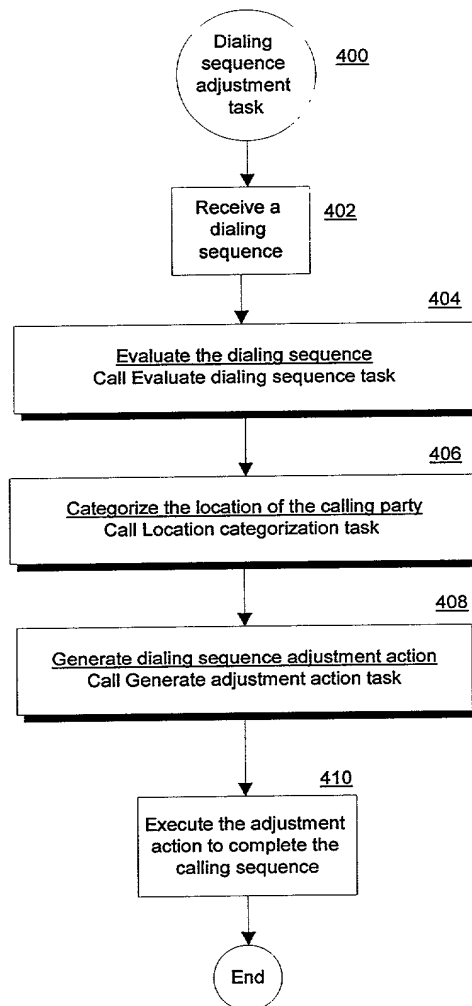 Dialing
sequence
adjustment
task
400
Receive a
dialing
sequence
402
404
Evaluate the dialing sequence
Call Evaluate dialing sequence task
406
Categorize the location of the calling party
Call Location categorization task
408
Generate dialing sequence adjustment action
Call Generate adjustment action task
410
Execute the adjustment
action to complete the
calling sequence
End